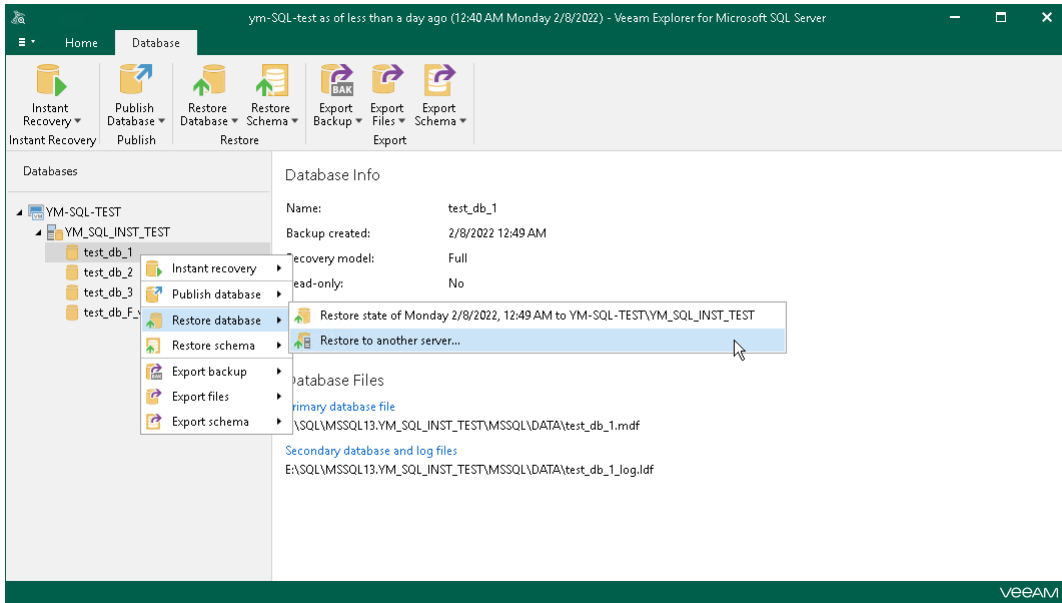 ym-SQL-test as of less than a day ago (12:40 AM Monday 2/8/2022) - Veeam Explorer for Microsoft SQL Server
Home Database
Instant Recovery
Publish Database
Restore Database
Restore Schema
Export Backup
BAK
Export Files
Export Schema
Instant Recovery Publish Restore Export
Databases
YM-SQL-TEST
VM
YM_SQL_INST_TEST
test_db_1
test_db_2
test_db_3
test_db_F_
Instant recovery
Publish database
Restore database
Restore schema
Export backup
Export files
Export schema
Restore state of Monday 2/8/2022, 12:49 AM to YM-SQL-TEST\YM_SQL_INST_TEST
Restore to another server...
Database Info
Name: test_db_1
Backup created: 2/8/2022 12:49 AM
ecovery model: Full
ead-only: No
Database Files
rimary database file
:\SQL\MSSQL13.YM_SQL_INST_TEST\MSSQL\DATA\test_db_1.mdf
Secondary database and log files
E:\SQL\MSSQL13.YM_SQL_INST_TEST\MSSQL\DATA\test_db_1_log.ldf
veeam